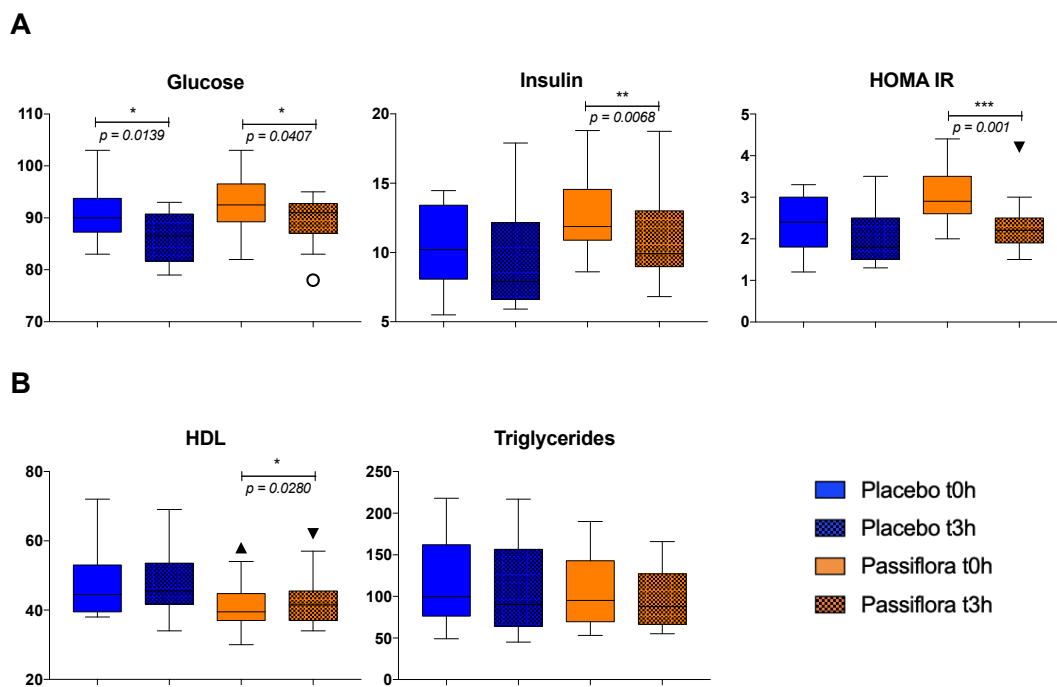 A
Glucose
110
100
90
80
70
*
p = 0.0139
*
p = 0.0407
Insulin
20
15
10
5
**
p = 0.0068
HOMA IR
5
4
3
2
1
0
***
p = 0.001
B
HDL
80
60
40
20
*
p = 0.0280
Triglycerides
250
200
150
100
50
0
Placebo t0h
Placebo t3h
Passiflora t0h
Passiflora t3h